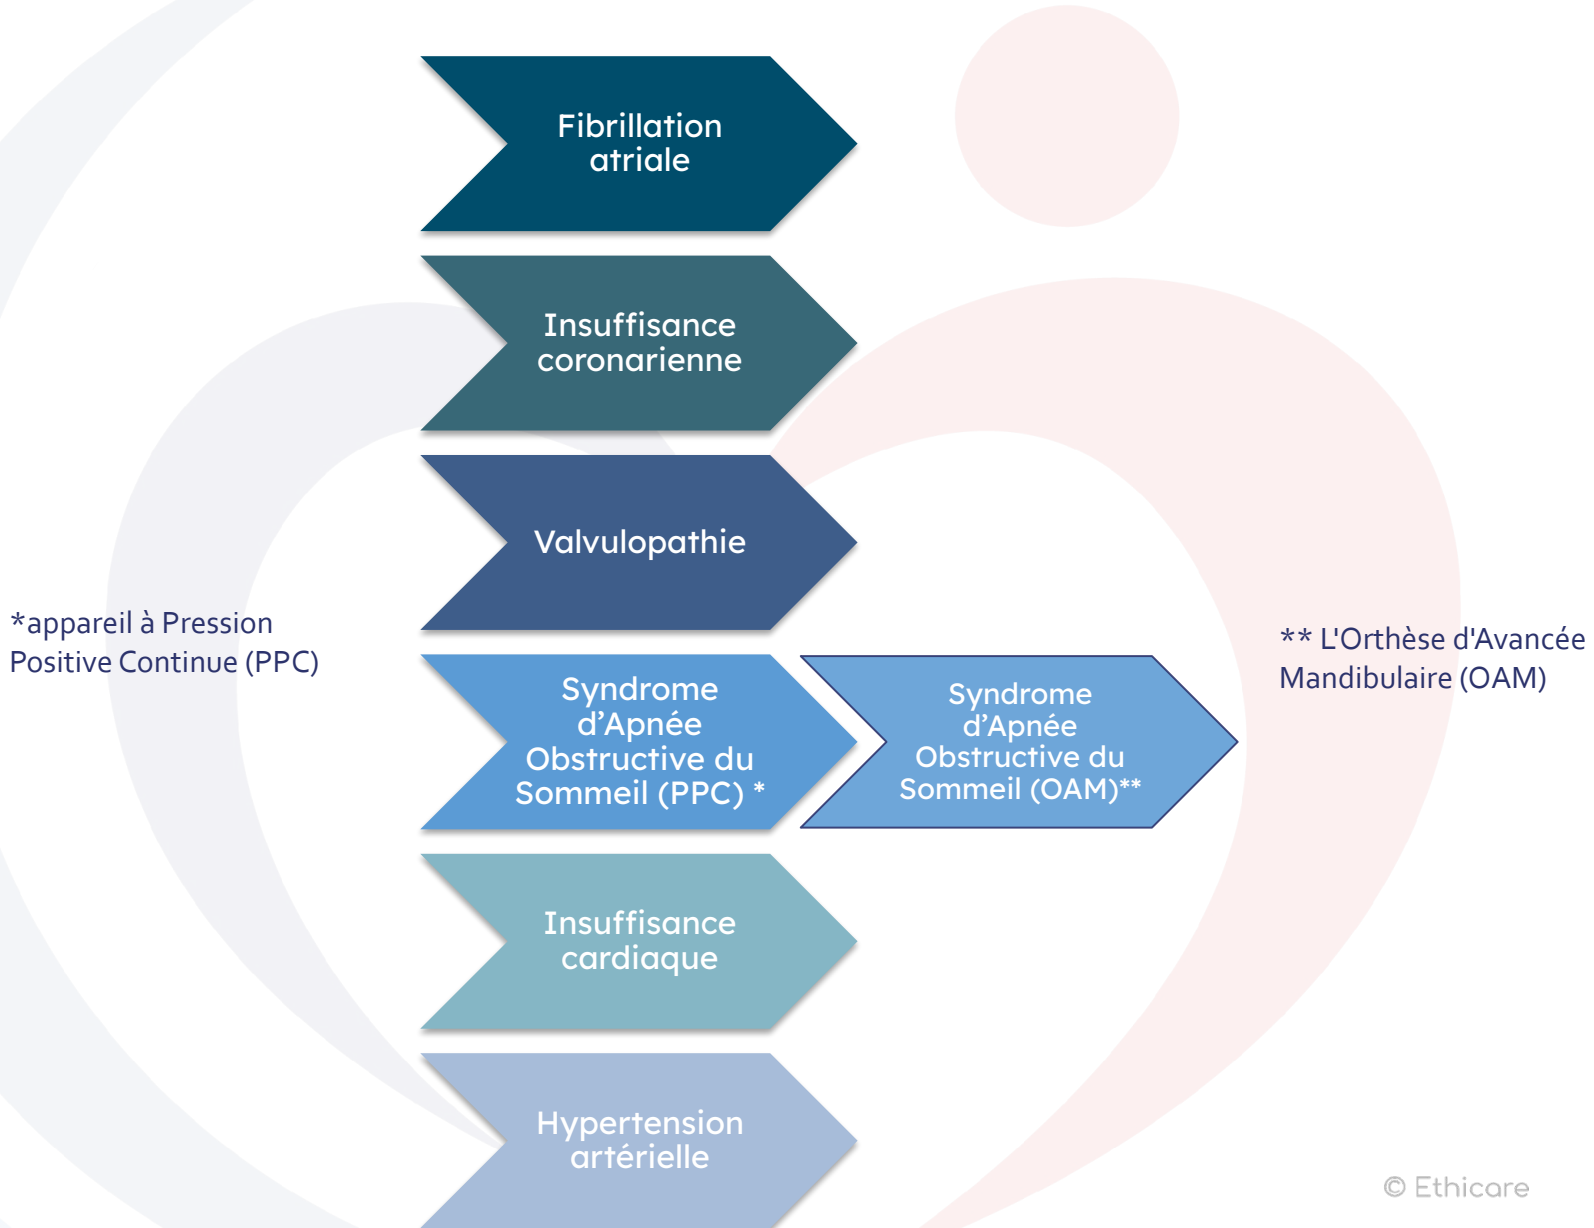 Fibrillation
atriale
Insuffisance
coronarienne
Valvulopathie
*appareil à Pression
Positive Continue (PPC)
Syndrome
d’Apnée
Obstructive du
Sommeil (PPC) *
Syndrome
d’Apnée
Obstructive du
Sommeil (OAM)**
** L'Orthèse d'Avancée
Mandibulaire (OAM)
Insuffisance
cardiaque
Hypertension
artérielle
© Ethicare